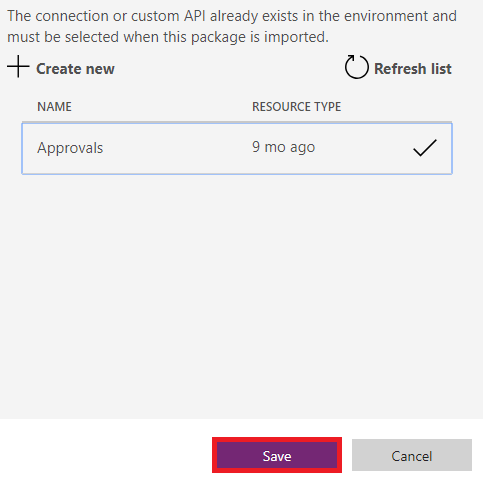 The connection or custom API already exists in the environment and
must be selected when this package is imported.
Create new Refresh list
NAME RESOURCE TYPE
Approvals 9 mo ago
Save Cancel